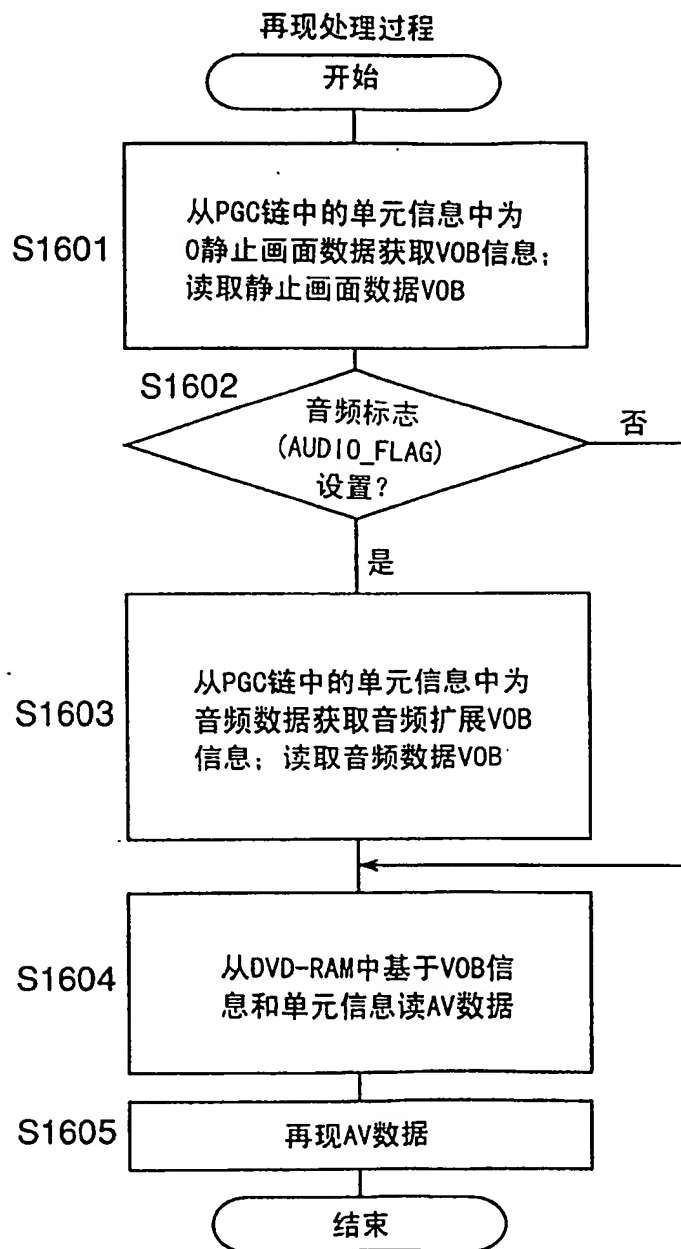 再现处理过程
开始
S1601
从PGC链中的单元信息中为
0静止画面数据获取VOB信息;
读取静止画面数据VOB
S1602
音频标志
(AUDIO_FLAG)
设置?
否
是
S1603
从PGC链中的单元信息中为
音频数据获取音频扩展VOB
信息; 读取音频数据VOB
S1604
从DVD-RAM中基于VOB信
息和单元信息读AV数据
S1605
再现AV数据
结束